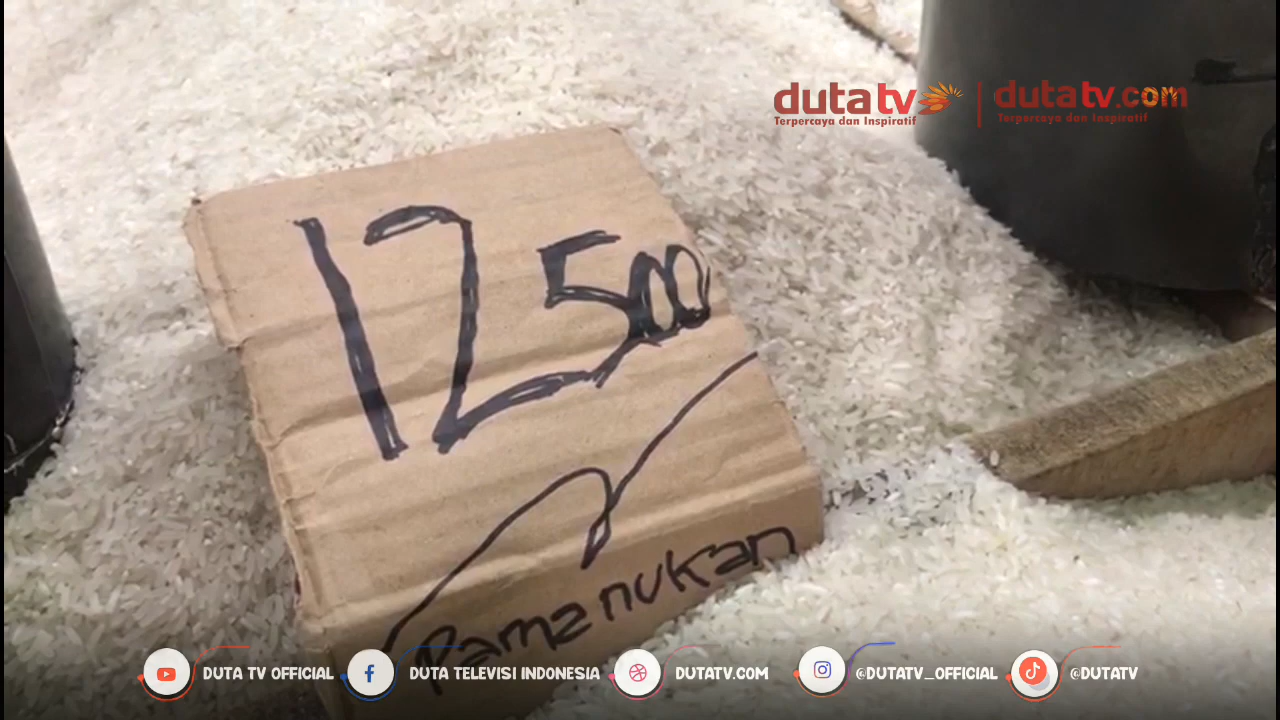 dutatv
Terpercaya dan Inspiratif
dutatv.com
Terpercaya dan Inspiratif
12500
Pamanukan
DUTA TV OFFICIAL
DUTA TELEVISI INDONESIA
DUTATV.COM
@DUTATV_OFFICIAL
@DUTATV